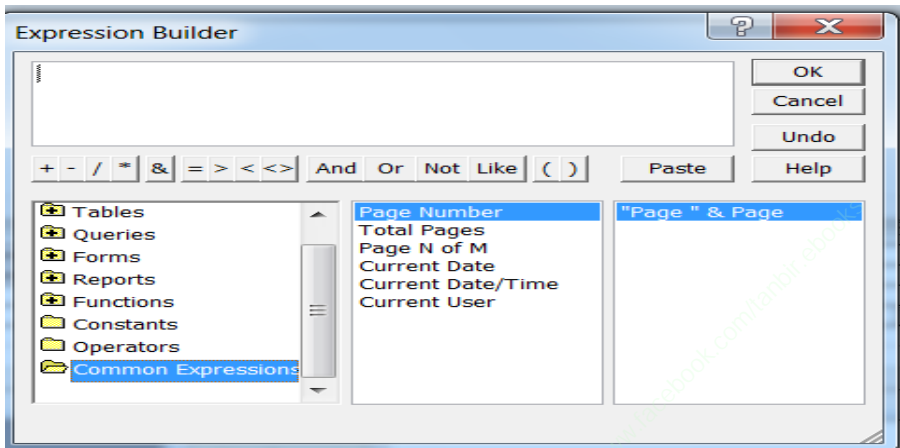 Expression Builder
OK
Cancel
Undo
+ - / * & = > < <> And Or Not Like ( ) Paste Help
Tables
Queries
Forms
Reports
Functions
Constants
Operators
Common Expressions
Page Number
Total Pages
Page N of M
Current Date
Current Date/Time
Current User
"Page " & Page